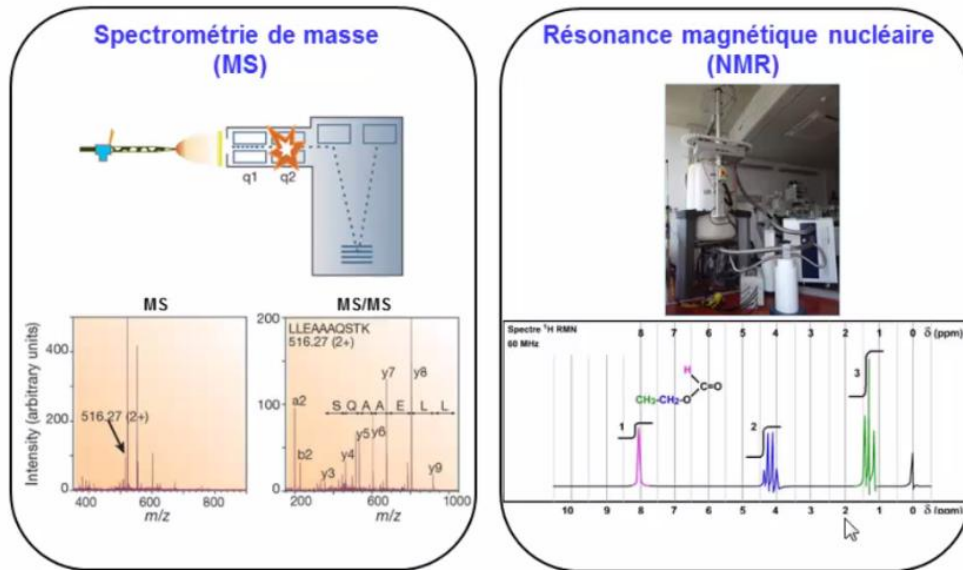 Spectrométrie de masse
(MS)
q1 q2
MS
Intensity (arbitrary units)
400
200
0
516.27 (2+)
400 600 800
m/z
MS/MS
200
100
0
LLEAAAQSTK
516.27 (2+)
a2
b2
y3
y4
y5
y6
y7
y8
y9
S Q A A E L L
200 600 1000
m/z
Résonance magnétique nucléaire
(NMR)
Spectre ¹H RMN
60 MHz
8 7 6 5 4 3 2 1 0 δ (ppm)
H
CH₃-CH₂-O
C=O
1
2
3
10 9 8 7 6 5 4 3 2 1 0 δ (ppm)